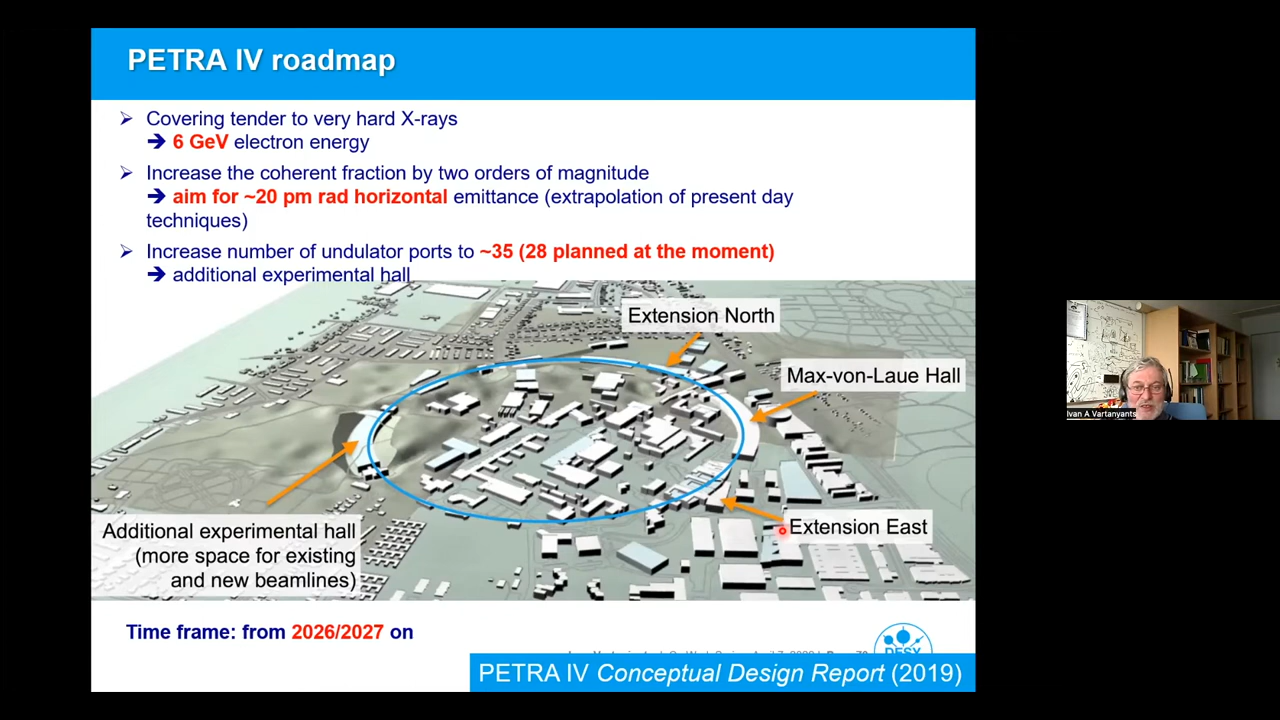 PETRA IV roadmap
➢ Covering tender to very hard X-rays
➔ 6 GeV electron energy
➢ Increase the coherent fraction by two orders of magnitude
➔ aim for ~20 pm rad horizontal emittance (extrapolation of present day
techniques)
➢ Increase number of undulator ports to ~35 (28 planned at the moment)
➔ additional experimental hall
Extension North
Max-von-Laue Hall
Extension East
Additional experimental hall
(more space for existing
and new beamlines)
Time frame: from 2026/2027 on
DESY
PETRA IV Conceptual Design Report (2019)
Ivan A Vartanyants